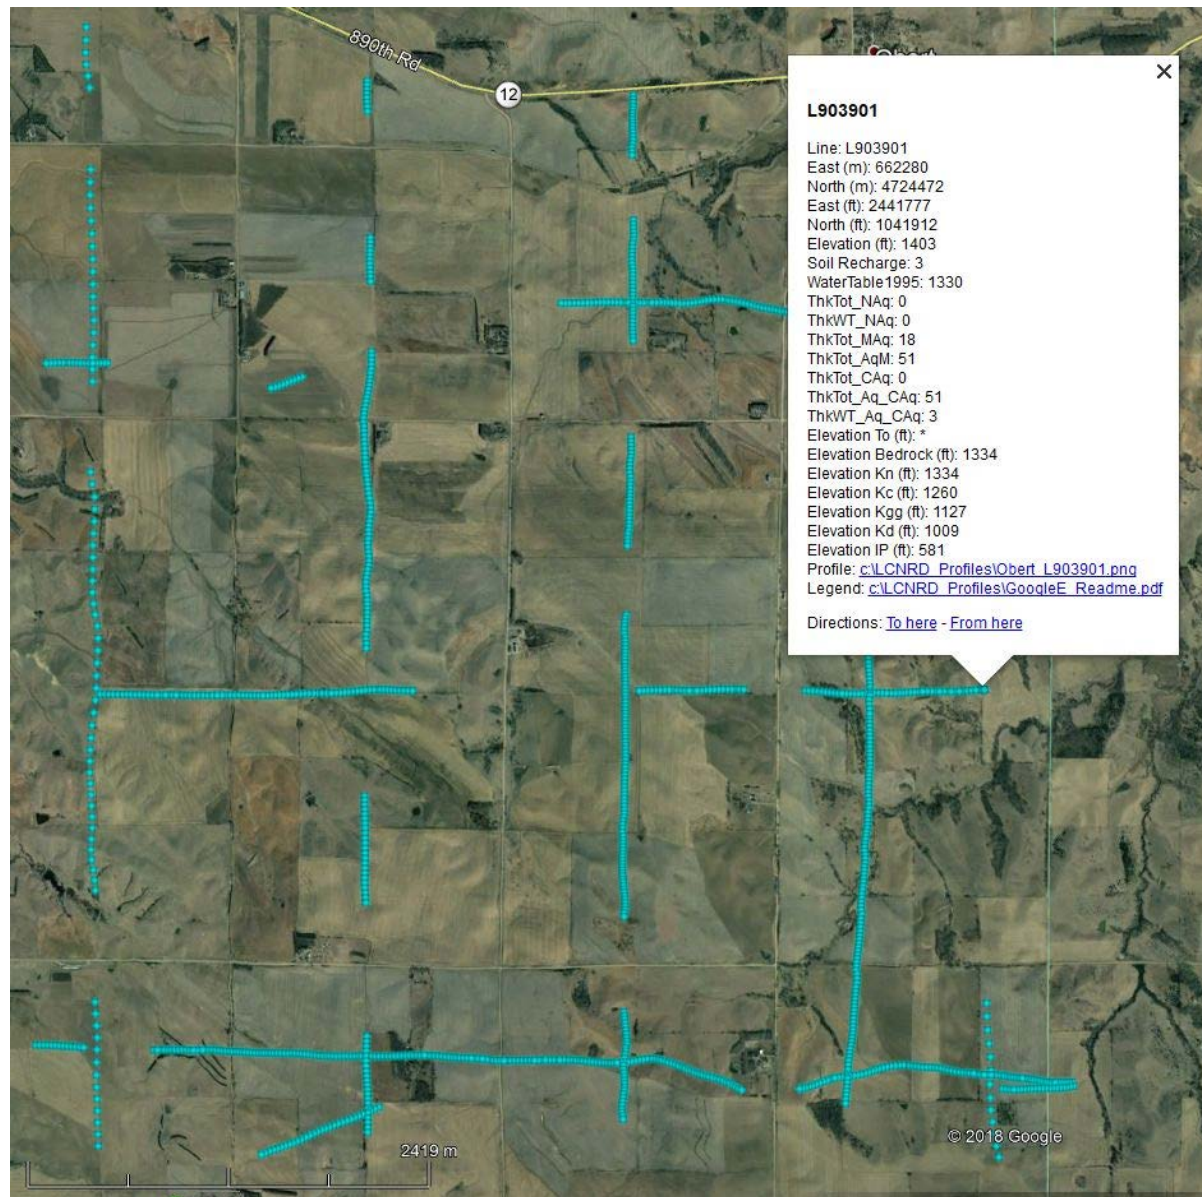 890th Rd
12
Obert
L903901
Line: L903901
East (m): 662280
North (m): 4724472
East (ft): 2441777
North (ft): 1041912
Elevation (ft): 1403
Soil Recharge: 3
WaterTable1995: 1330
ThkTot_NAq: 0
ThkWT_NAq: 0
ThkTot_MAq: 18
ThkTot_AqM: 51
ThkTot_CAq: 0
ThkTot_Aq_CAq: 51
ThkWT_Aq_CAq: 3
Elevation To (ft): *
Elevation Bedrock (ft): 1334
Elevation Kn (ft): 1334
Elevation Kc (ft): 1260
Elevation Kgg (ft): 1127
Elevation Kd (ft): 1009
Elevation IP (ft): 581
Profile: c:\LCNRD_Profiles\Obert_L903901.png
Legend: c:\LCNRD_Profiles\GoogleE_Readme.pdf
Directions: To here - From here
2419 m
© 2018 Google